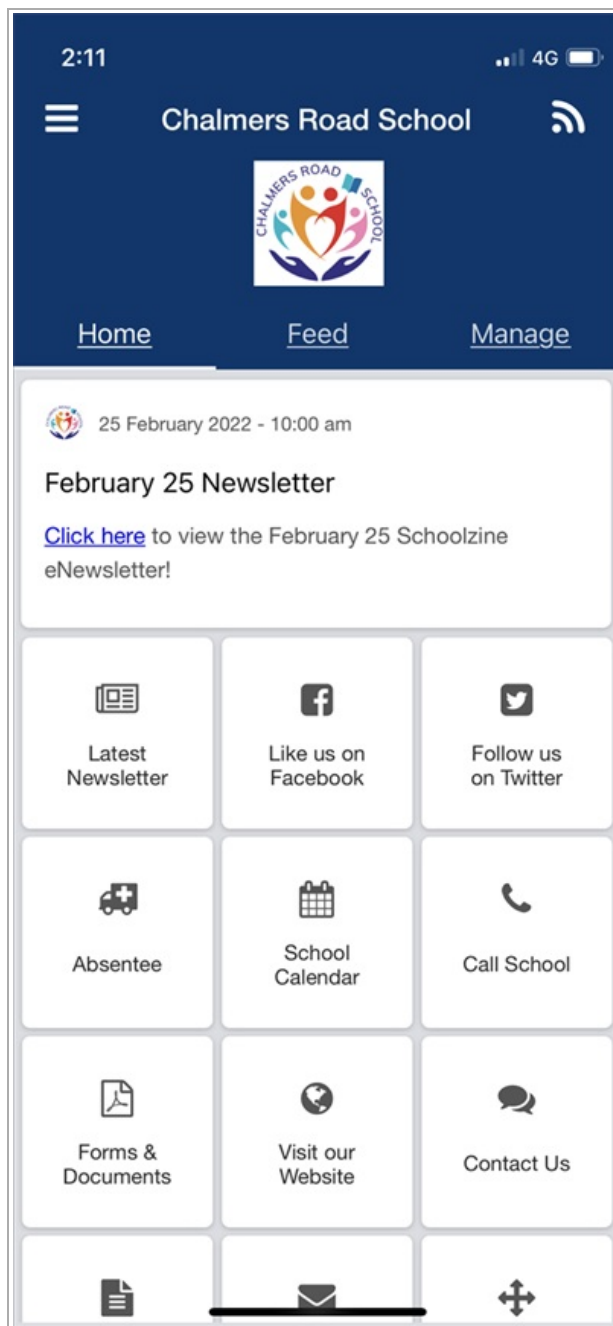 2:11
4G
Chalmers Road School
CHALMERS ROAD SCHOOL
Home
Feed
Manage
25 February 2022 - 10:00 am
February 25 Newsletter
Click here to view the February 25 Schoolzine
eNewsletter!
Latest
Newsletter
Like us on
Facebook
Follow us
on Twitter
Absentee
School
Calendar
Call School
Forms &
Documents
Visit our
Website
Contact Us